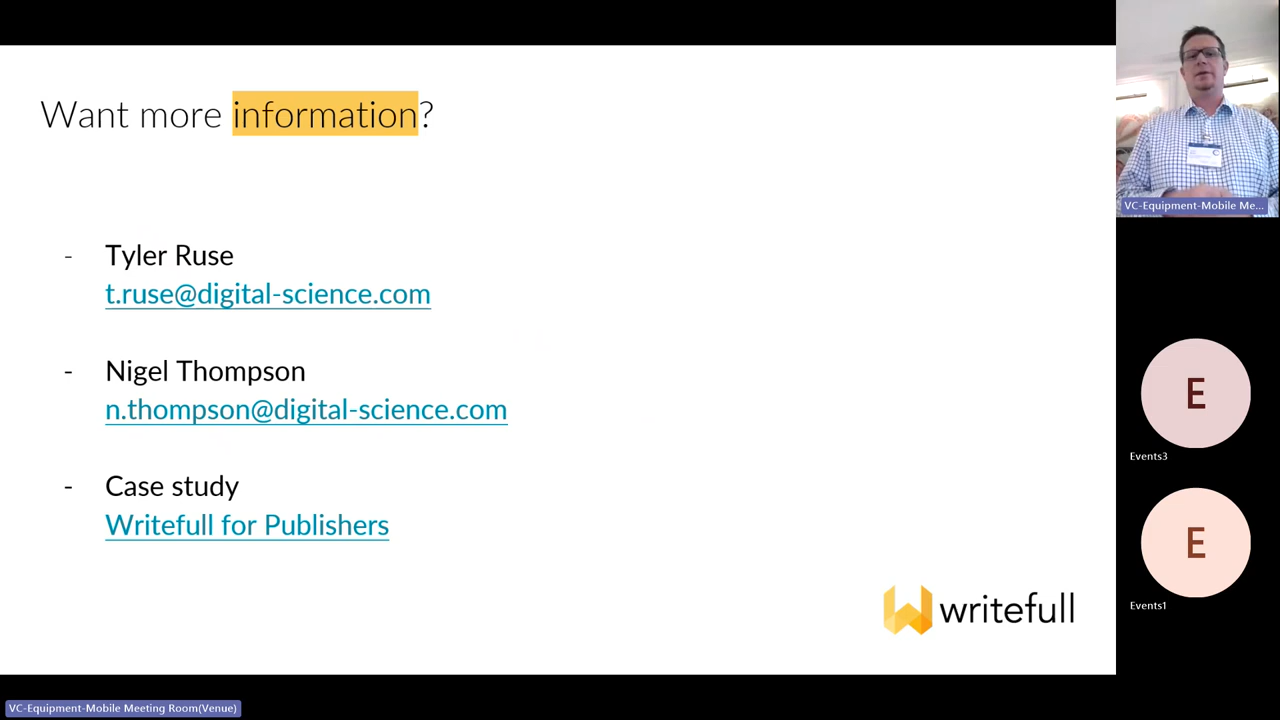 Want more information?
- Tyler Ruse
t.ruse@digital-science.com
- Nigel Thompson
n.thompson@digital-science.com
- Case study
Writefull for Publishers
writefull
VC-Equipment-Mobile Me...
E
Events3
E
Events1
VC-Equipment-Mobile Meeting Room(Venue)